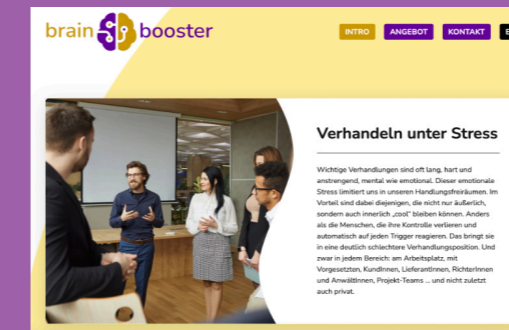 brain booster
INTRO ANGEBOT KONTAKT
Verhandeln unter Stress
Wichtige Verhandlungen sind oft lang, hart und
anstrengend, mental wie emotional. Dieser emotionale
Stress limitiert uns in unseren Handlungsfreiräumen. Im
Vorteil sind dabei diejenigen, die nicht nur äußerlich,
sondern auch innerlich „cool" bleiben können. Anders
als die Menschen, die ihre Kontrolle verlieren und
automatisch auf jeden Trigger reagieren. Das bringt sie
in eine deutlich schlechtere Verhandlungsposition. Und
zwar in jedem Bereich: am Arbeitsplatz, mit
Vorgesetzten, KundInnen, LieferantInnen, RichterInnen
und AnwältInnen, Projekt-Teams ... und nicht zuletzt
auch privat.